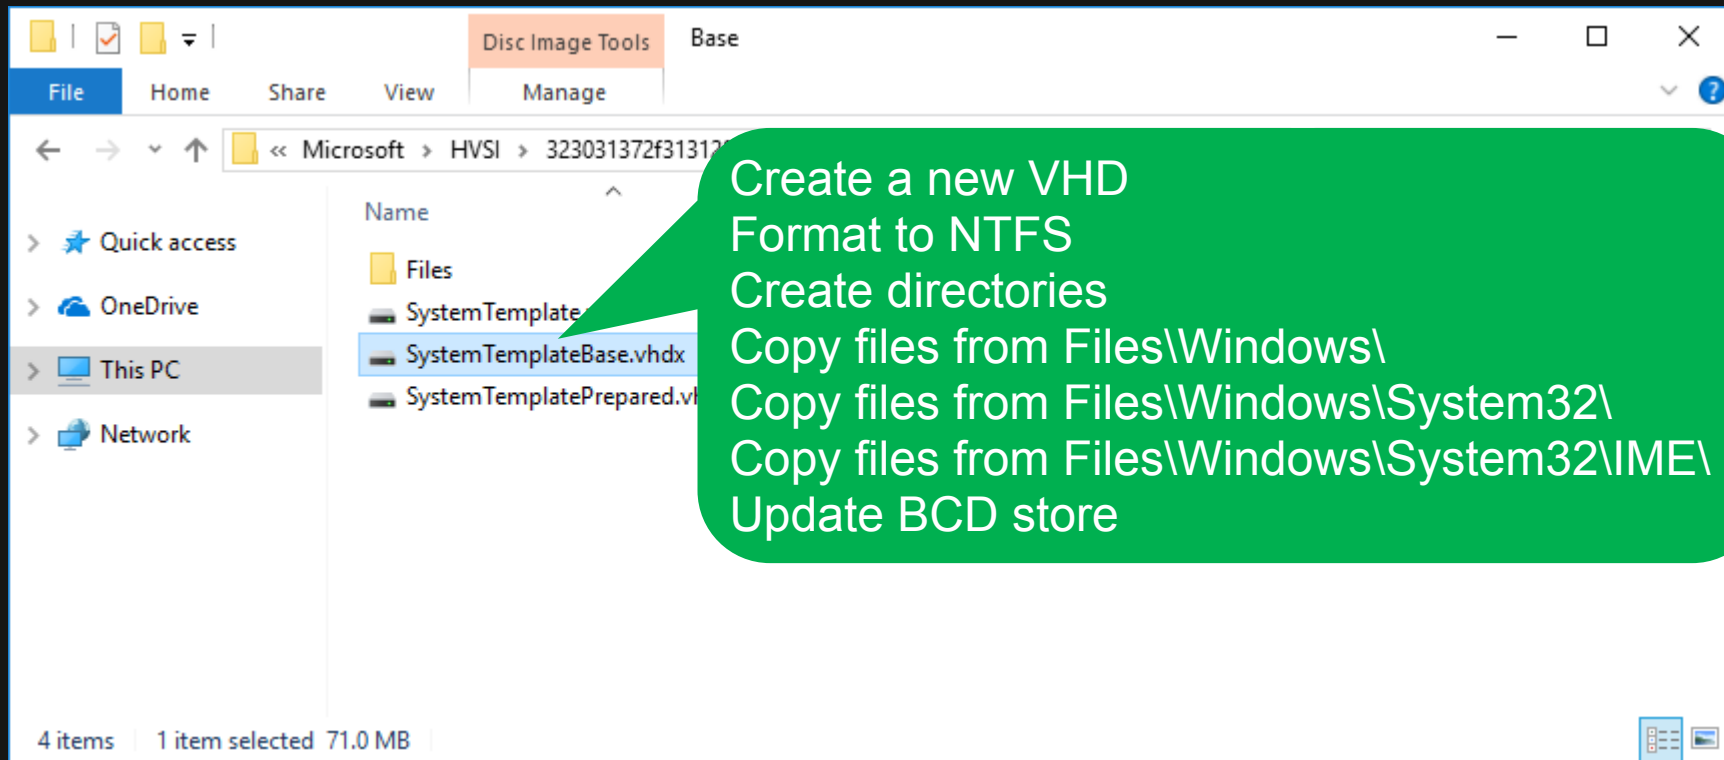 Disc Image Tools
Base
File
Home
Share
View
Manage
« Microsoft > HVSI > 323031372f313
Name
Quick access
OneDrive
This PC
Network
Files
SystemTemplate
SystemTemplateBase.vhdx
SystemTemplatePrepared.vh
Create a new VHD
Format to NTFS
Create directories
Copy files from Files\Windows\
Copy files from Files\Windows\System32\
Copy files from Files\Windows\System32\IME\
Update BCD store
4 items
1 item selected 71.0 MB